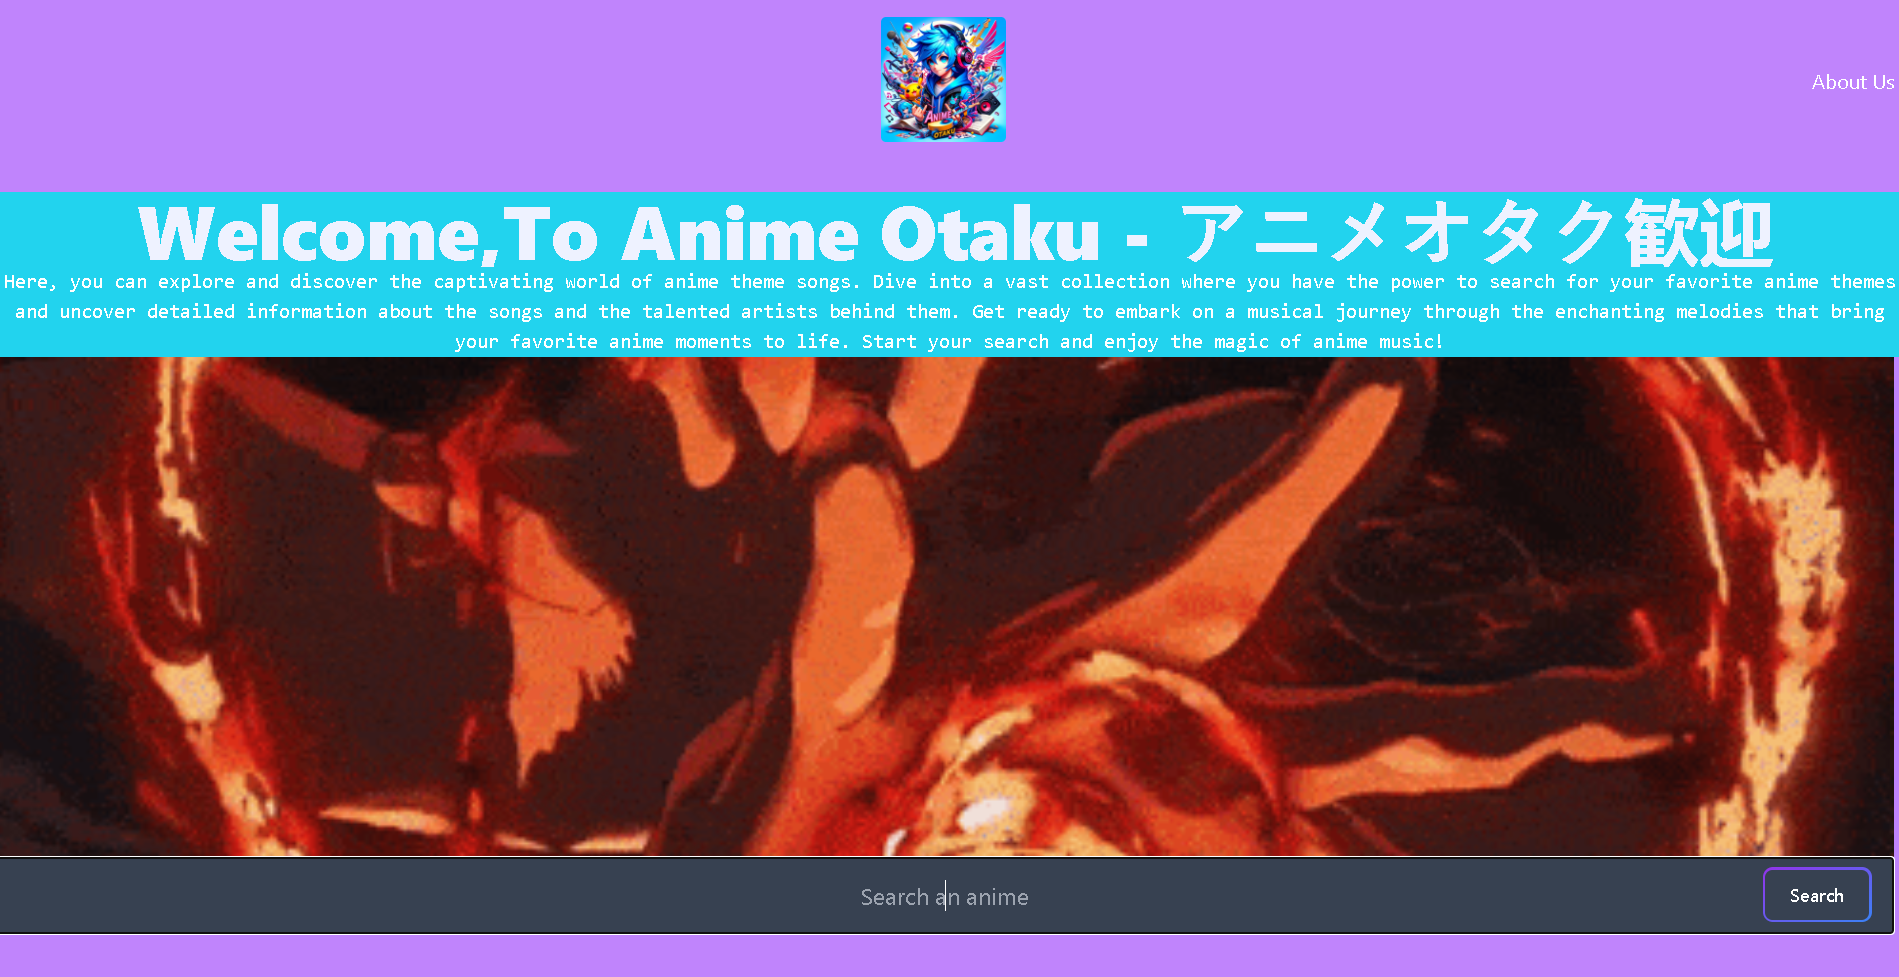 ANIME
OTAKU
About Us
Welcome,To Anime Otaku - アニメオタク歓迎
Here, you can explore and discover the captivating world of anime theme songs. Dive into a vast collection where you have the power to search for your favorite anime themes
and uncover detailed information about the songs and the talented artists behind them. Get ready to embark on a musical journey through the enchanting melodies that bring
your favorite anime moments to life. Start your search and enjoy the magic of anime music!
Search an anime
Search